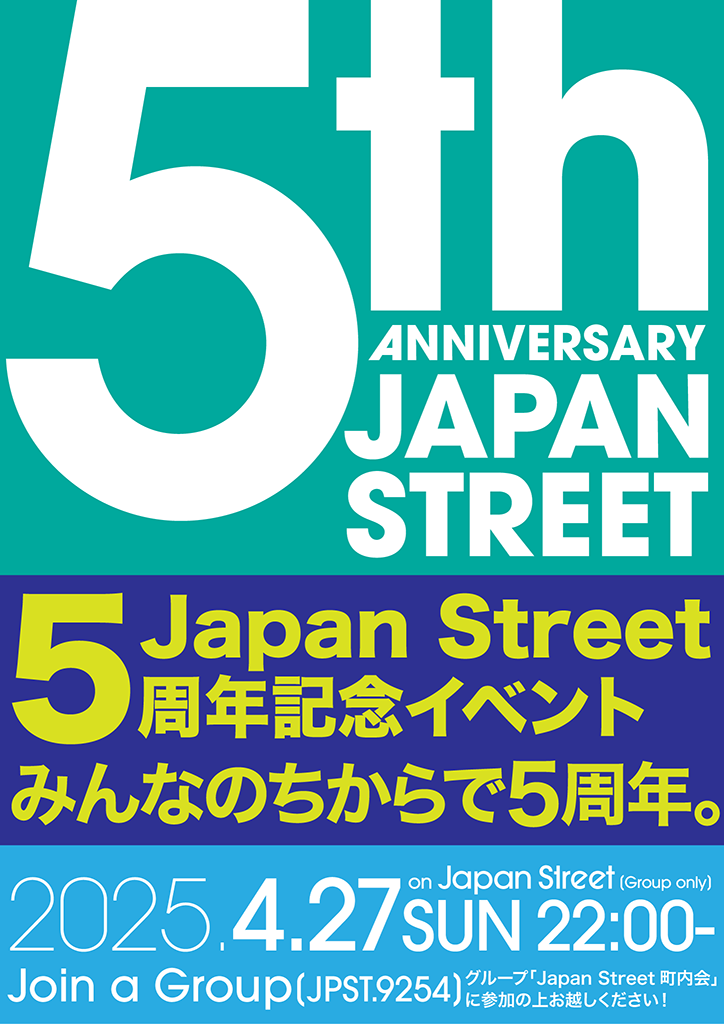 5th
ANNIVERSARY
JAPAN
STREET
5 Japan Street
周年記念イベント
みんなのちからで5周年。
2025.4.27 SUN 22:00-
on Japan Street (Group only)
Join a Group(JPST.9254)
グループ「Japan Street 町内会」
に参加の上お越しください!